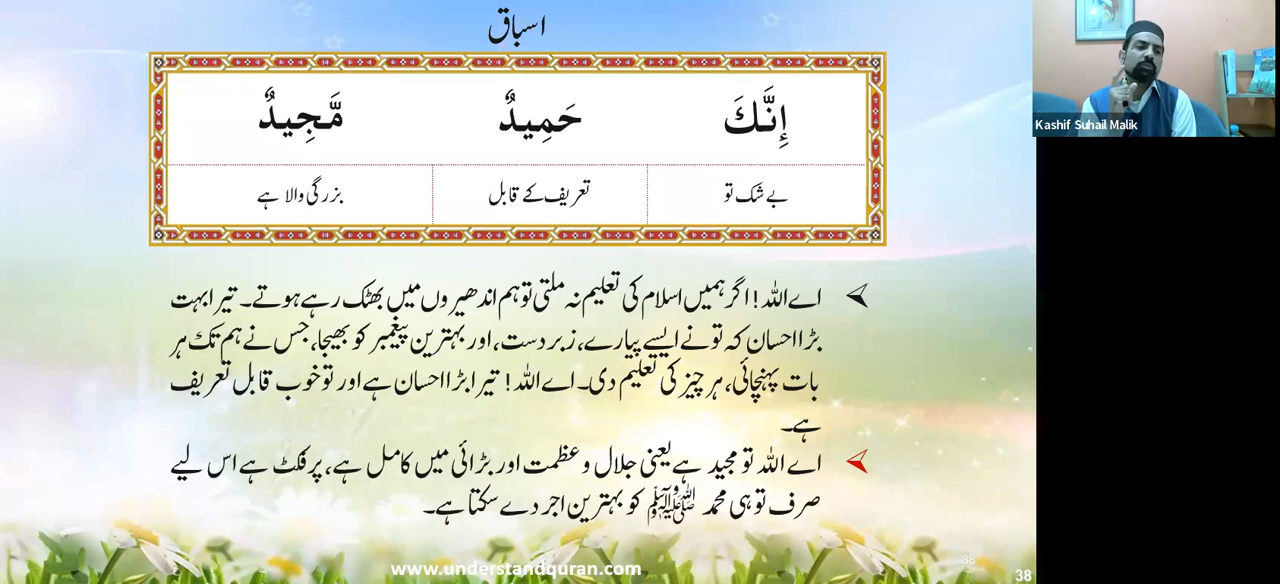 اسباق
إِنَّكَ حَمِيدٌ مَّجِيدٌ
بے شک تو تعریف کے قابل بزرگی والا ہے
اے اللہ! اگر ہمیں اسلام کی تعلیم نہ ملتی تو ہم اندھیروں میں بھٹک رہے ہوتے۔ تیرا بہت
بڑا احسان کہ تو نے ایسے پیارے، زبردست، اور بہترین پیغمبر کو بھیجا، جس نے ہم تک ہر
بات پہنچائی، ہر چیز کی تعلیم دی۔ اے اللہ! تیرا بڑا احسان ہے اور تو خوب قابل تعریف
ہے۔
اے اللہ تو مجید ہے یعنی جلال و عظمت اور بڑائی میں کامل ہے، پرفکٹ ہے اس لیے
صرف تو ہی محمد ﷺ کو بہترین اجر دے سکتا ہے۔
www.understandquran.com
38
38
Kashif Suhail Malik